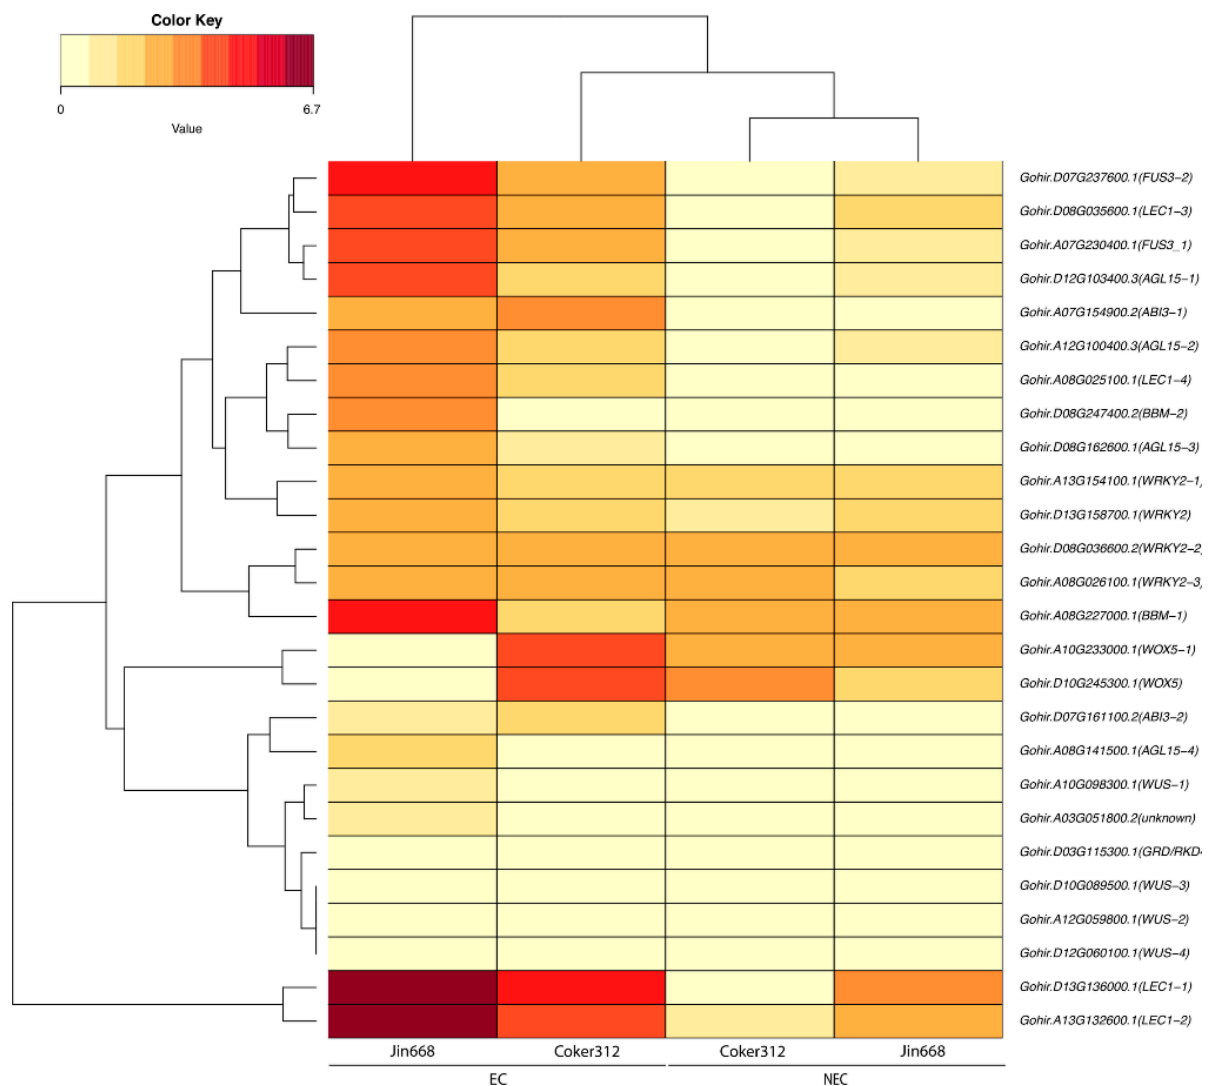 Color Key
0 6.7
Value
Gohir.D07G237600.1(FUS3-2)
Gohir.D08G035600.1(LEC1-3)
Gohir.A07G230400.1(FUS3_1)
Gohir.D12G103400.3(AGL15-1)
Gohir.A07G154900.2(ABI3-1)
Gohir.A12G100400.3(AGL15-2)
Gohir.A08G025100.1(LEC1-4)
Gohir.D08G247400.2(BBM-2)
Gohir.D08G162600.1(AGL15-3)
Gohir.A13G154100.1(WRKY2-1)
Gohir.D13G158700.1(WRKY2)
Gohir.D08G036600.2(WRKY2-2)
Gohir.A08G026100.1(WRKY2-3)
Gohir.A08G227000.1(BBM-1)
Gohir.A10G233000.1(WOX5-1)
Gohir.D10G245300.1(WOX5)
Gohir.D07G161100.2(ABI3-2)
Gohir.A08G141500.1(AGL15-4)
Gohir.A10G098300.1(WUS-1)
Gohir.A03G051800.2(unknown)
Gohir.D03G115300.1(GRD/RKD
Gohir.D10G089500.1(WUS-3)
Gohir.A12G059800.1(WUS-2)
Gohir.D12G060100.1(WUS-4)
Gohir.D13G136000.1(LEC1-1)
Gohir.A13G132600.1(LEC1-2)
Jin668 Coker312 Coker312 Jin668
EC NEC